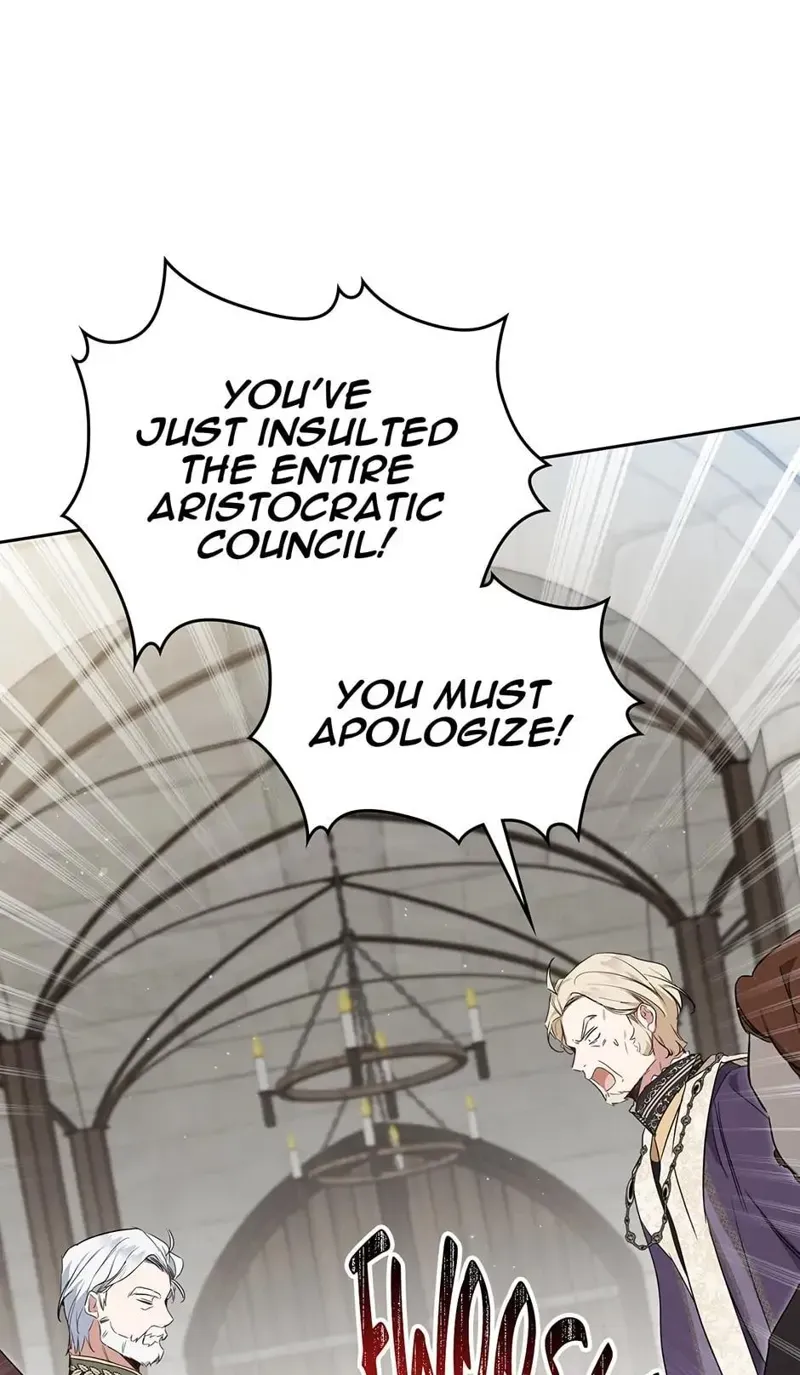 YOU'VE
JUST INSULTED
THE ENTIRE
ARISTOCRATIC
COUNCIL!
YOU MUST
APOLOGIZE!